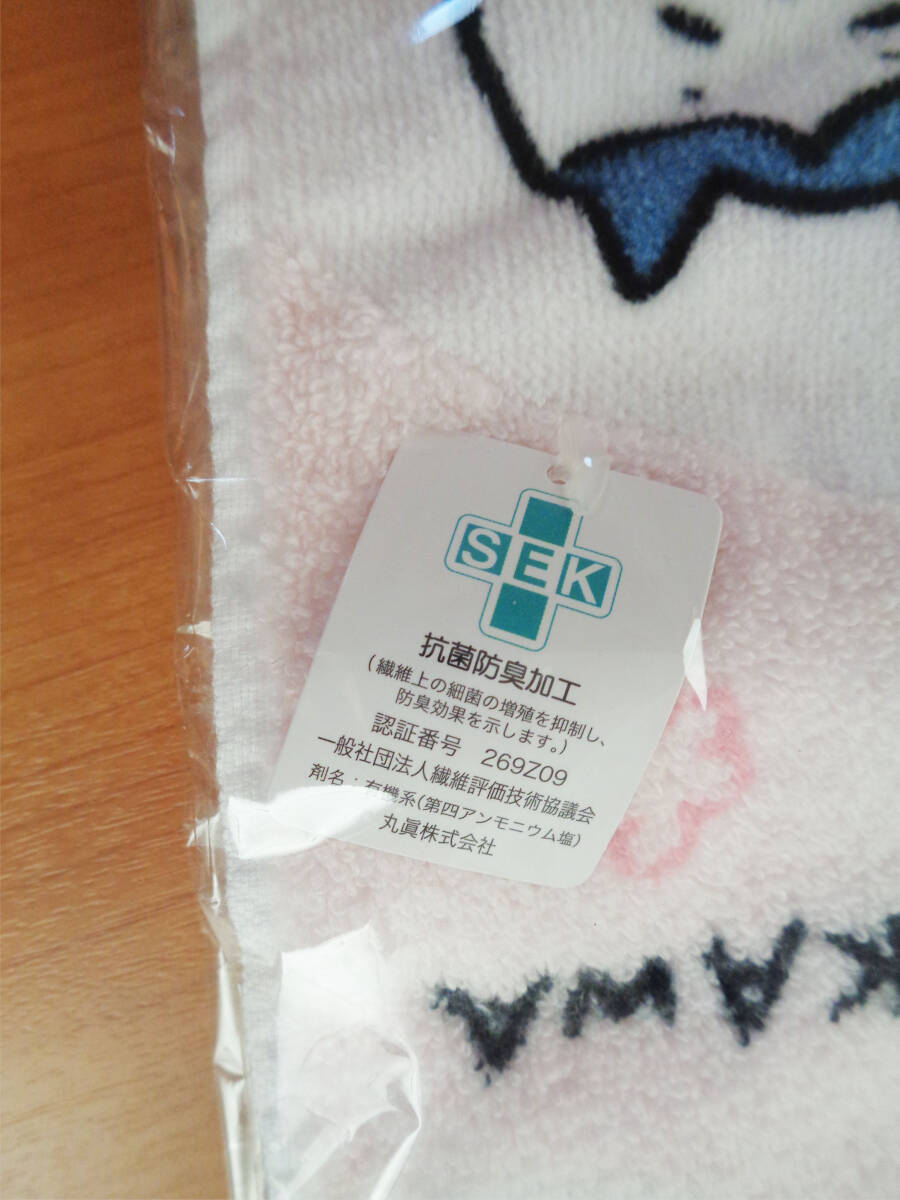 SEK
抗菌防臭加工
(繊維上の細菌の増殖を抑制し、
防臭効果を示します。)
認証番号 269Z09
一般社団法人繊維評価技術協議会
剤名：有機系(第四アンモニウム塩)
丸眞株式会社
AWAK